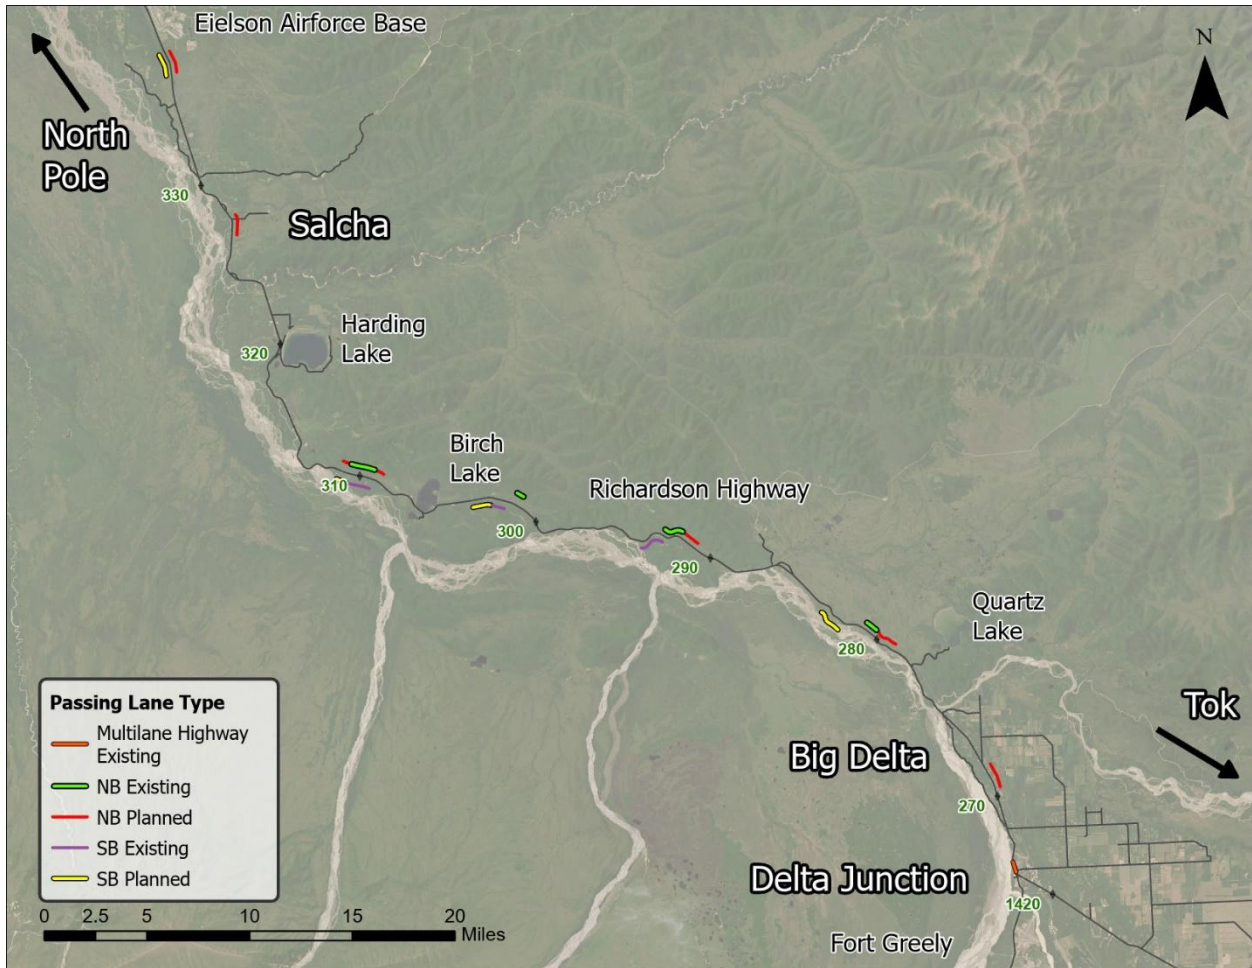 Eielson Airforce Base
N
North
Pole
330
Salcha
Harding
Lake
320
Birch
Lake
310
Richardson Highway
300
290
Quartz
Lake
280
Tok
Big Delta
270
Delta Junction
1420
Fort Greely
Passing Lane Type
Multilane Highway
Existing
NB Existing
NB Planned
SB Existing
SB Planned
0 2.5 5 10 15 20
Miles